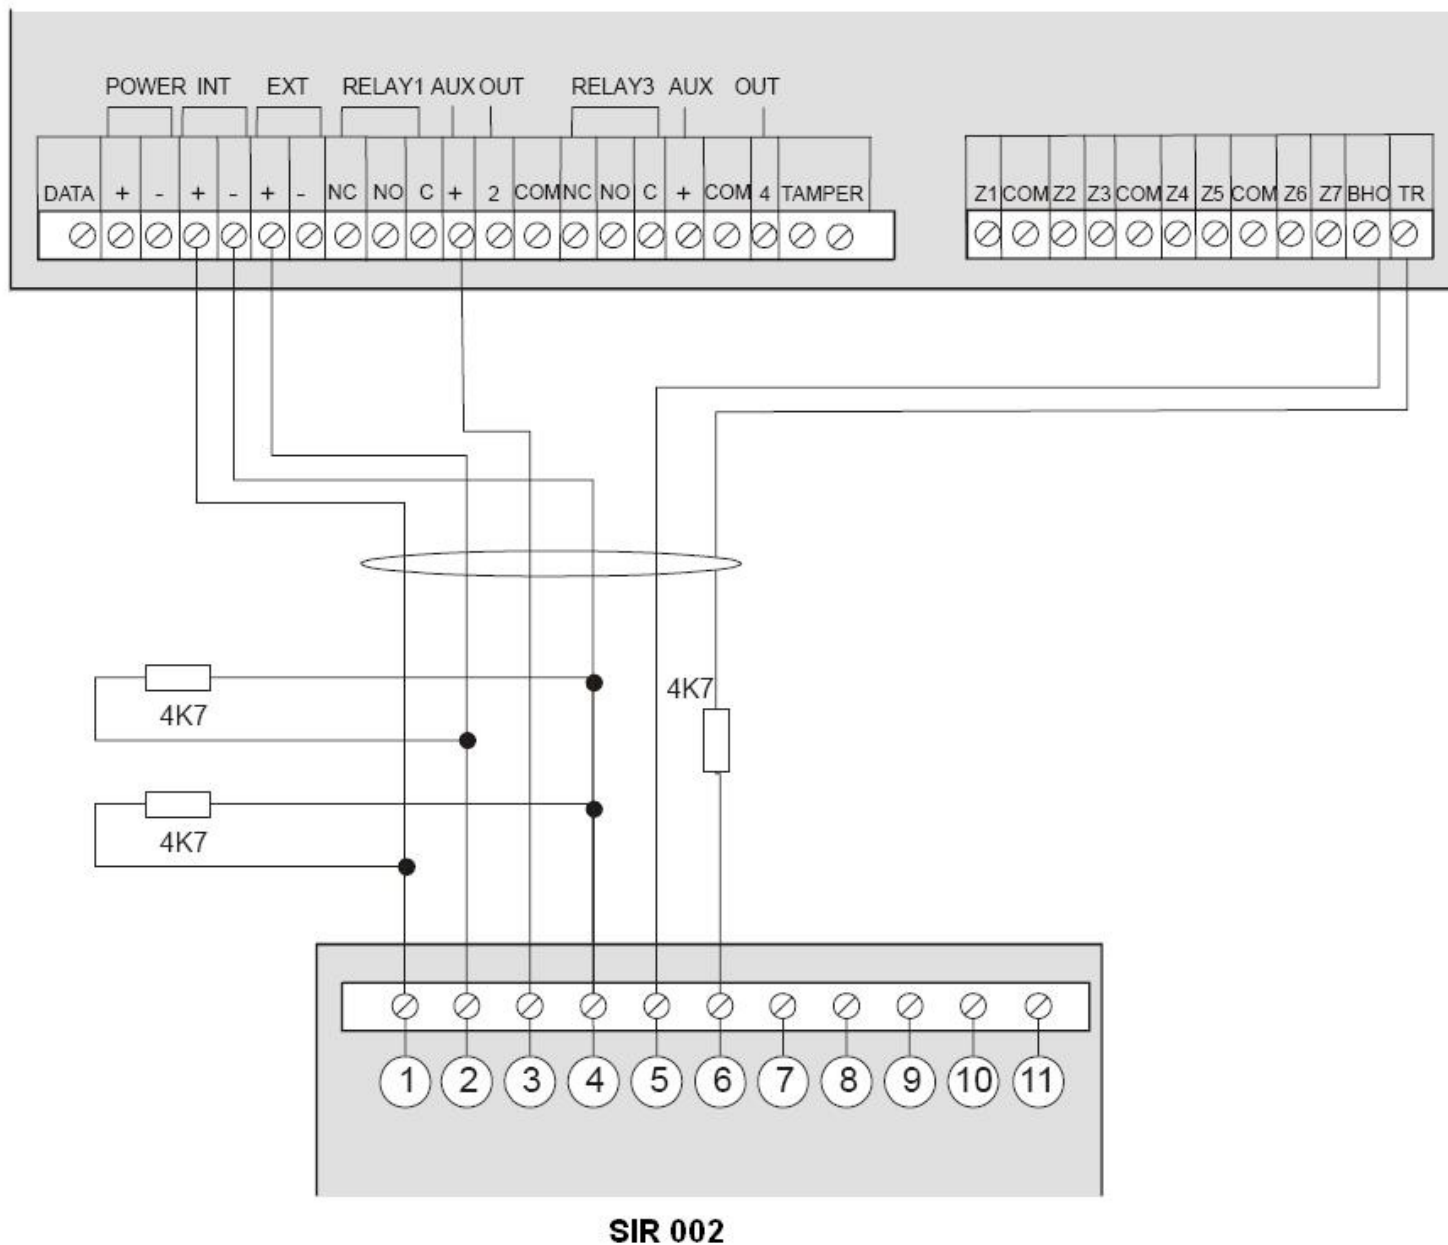 POWER INT EXT RELAY1 AUX OUT RELAY3 AUX OUT
DATA + - + - + - NC NO C + 2 COM NC NO C + COM 4 TAMPER
Z1 COM Z2 Z3 COM Z4 Z5 COM Z6 Z7 BHO TR
4K7
4K7
4K7
1 2 3 4 5 6 7 8 9 10 11
SIR 002